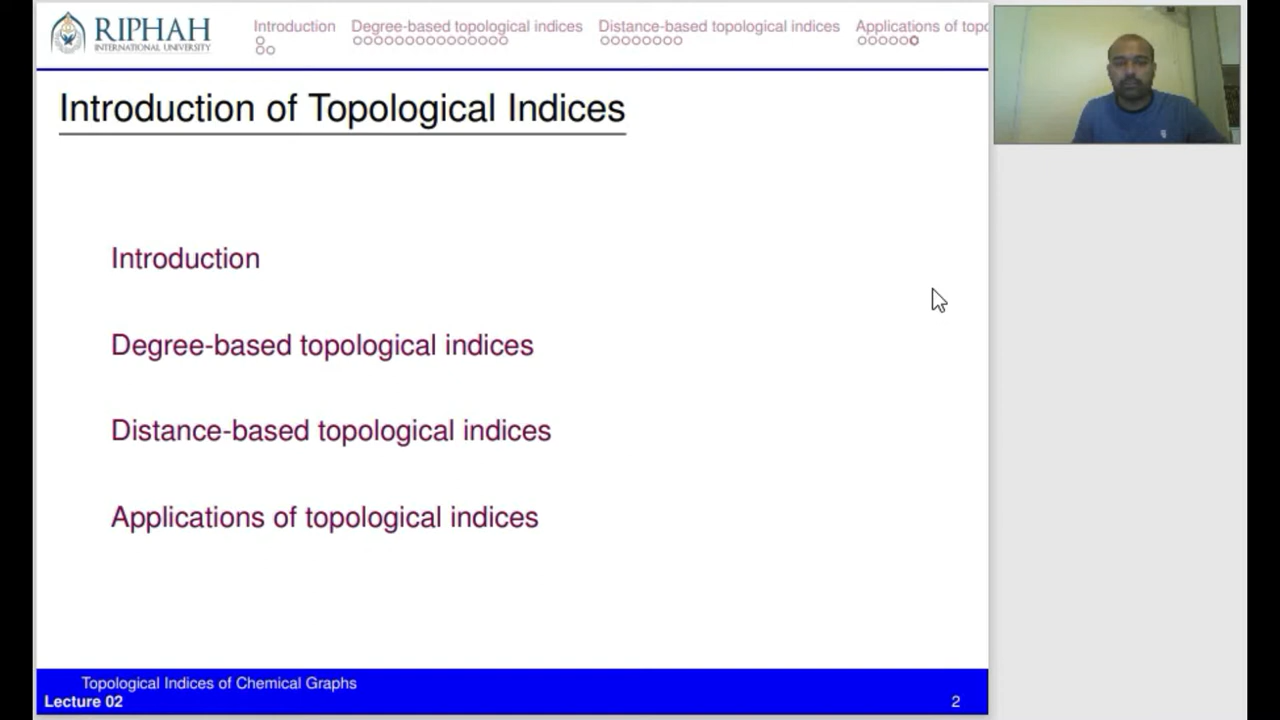 RIPHAH
INTERNATIONAL UNIVERSITY
Introduction
Degree-based topological indices
Distance-based topological indices
Applications of topo
Introduction of Topological Indices
Introduction
Degree-based topological indices
Distance-based topological indices
Applications of topological indices
Topological Indices of Chemical Graphs
Lecture 02
2